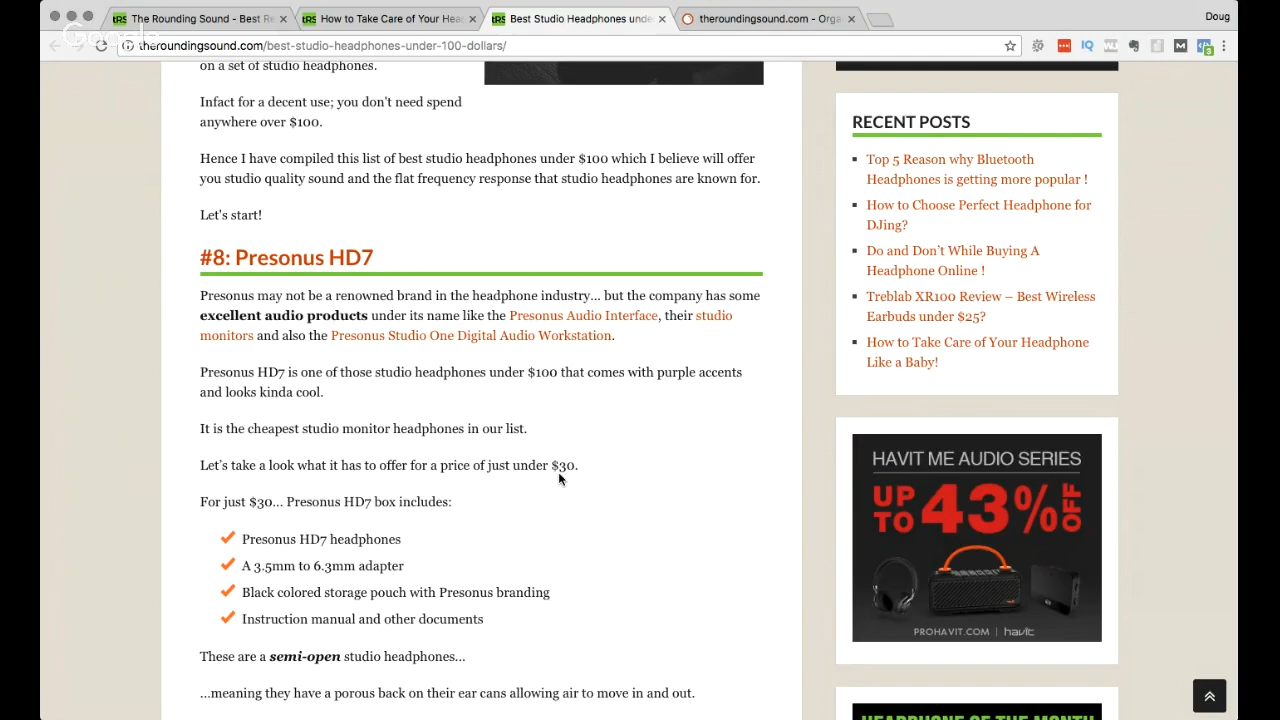 The Rounding Sound - Best Re
How to Take Care of Your Hea
Best Studio Headphones unde
theroundingsound.com - Orga
Doug
Google
theroundingsound.com/best-studio-headphones-under-100-dollars/
on a set of studio headphones.
Infact for a decent use; you don't need spend
anywhere over $100.
Hence I have compiled this list of best studio headphones under $100 which I believe will offer
you studio quality sound and the flat frequency response that studio headphones are known for.
Let's start!
#8: Presonus HD7
Presonus may not be a renowned brand in the headphone industry... but the company has some
excellent audio products under its name like the Presonus Audio Interface, their studio
monitors and also the Presonus Studio One Digital Audio Workstation.
Presonus HD7 is one of those studio headphones under $100 that comes with purple accents
and looks kinda cool.
It is the cheapest studio monitor headphones in our list.
Let's take a look what it has to offer for a price of just under $30.
For just $30... Presonus HD7 box includes:
Presonus HD7 headphones
A 3.5mm to 6.3mm adapter
Black colored storage pouch with Presonus branding
Instruction manual and other documents
These are a semi-open studio headphones...
...meaning they have a porous back on their ear cans allowing air to move in and out.
RECENT POSTS
Top 5 Reason why Bluetooth
Headphones is getting more popular !
How to Choose Perfect Headphone for
DJing?
Do and Don't While Buying A
Headphone Online !
Treblab XR100 Review – Best Wireless
Earbuds under $25?
How to Take Care of Your Headphone
Like a Baby!
HAVIT ME AUDIO SERIES
UP TO 43% OFF
PROHAVIT.COM | havit
HEADPHONE OF THE MONTH